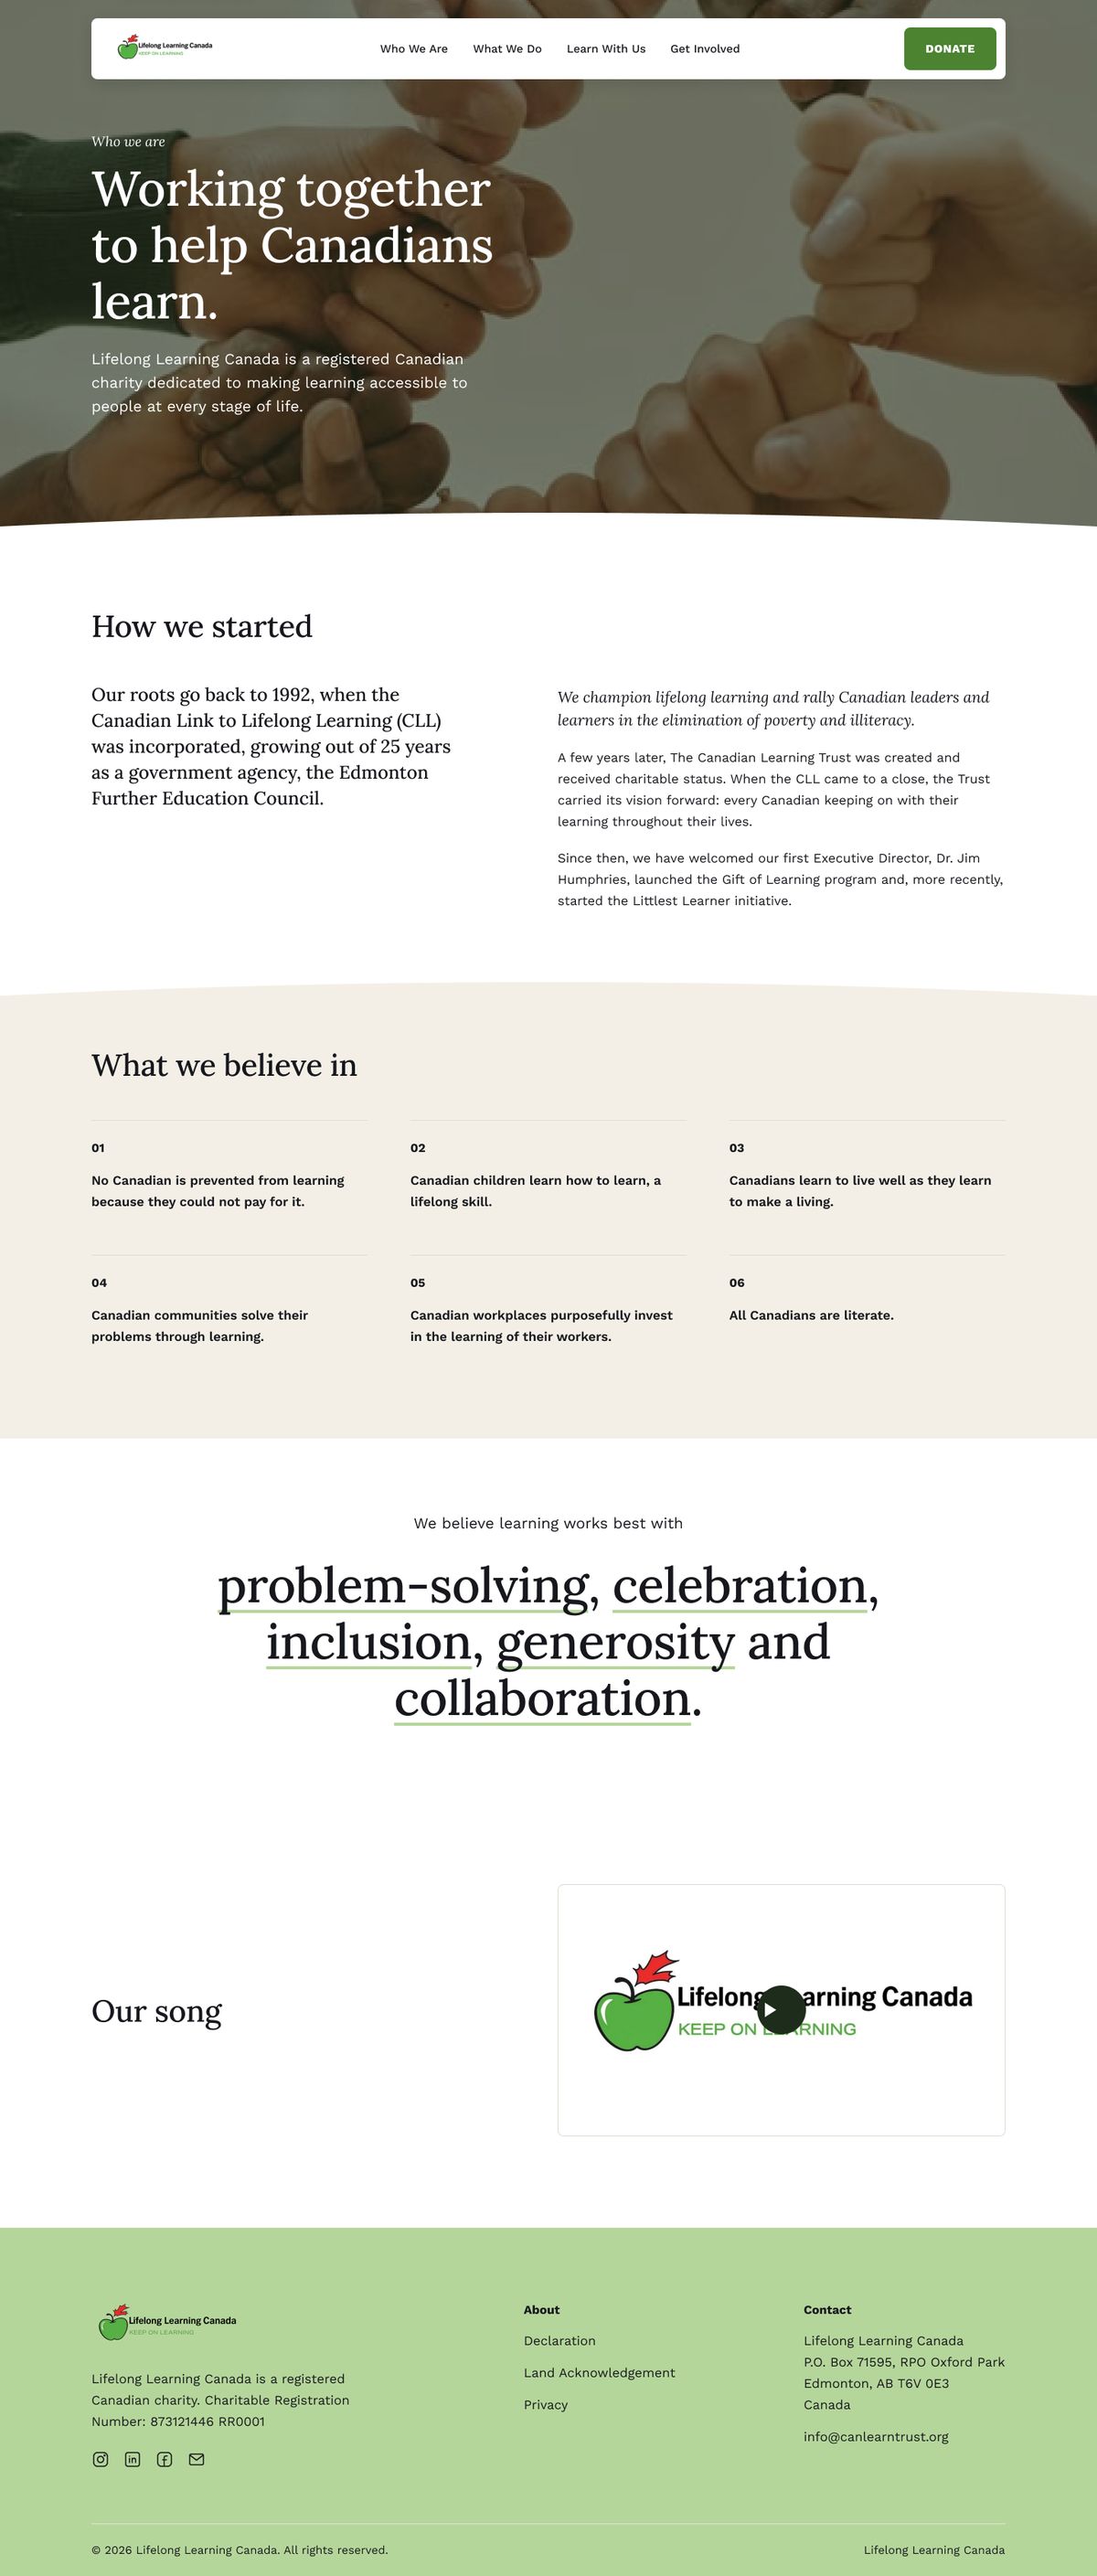 Lifelong Learning Canada
KEEP ON LEARNING
Who We Are
What We Do
Learn With Us
Get Involved
DONATE
Who we are
Working together
to help Canadians
learn.
Lifelong Learning Canada is a registered Canadian
charity dedicated to making learning accessible to
people at every stage of life.
How we started
Our roots go back to 1992, when the
Canadian Link to Lifelong Learning (CLL)
was incorporated, growing out of 25 years
as a government agency, the Edmonton
Further Education Council.
We champion lifelong learning and rally Canadian leaders and
learners in the elimination of poverty and illiteracy.
A few years later, The Canadian Learning Trust was created and
received charitable status. When the CLL came to a close, the Trust
carried its vision forward: every Canadian keeping on with their
learning throughout their lives.
Since then, we have welcomed our first Executive Director, Dr. Jim
Humphries, launched the Gift of Learning program and, more recently,
started the Littlest Learner initiative.
What we believe in
01
No Canadian is prevented from learning
because they could not pay for it.
02
Canadian children learn how to learn, a
lifelong skill.
03
Canadians learn to live well as they learn
to make a living.
04
Canadian communities solve their
problems through learning.
05
Canadian workplaces purposefully invest
in the learning of their workers.
06
All Canadians are literate.
We believe learning works best with
problem-solving, celebration,
inclusion, generosity and
collaboration.
Our song
Lifelong Learning Canada
KEEP ON LEARNING
Lifelong Learning Canada
KEEP ON LEARNING
Lifelong Learning Canada is a registered
Canadian charity. Charitable Registration
Number: 873121446 RR0001
About
Declaration
Land Acknowledgement
Privacy
Contact
Lifelong Learning Canada
P.O. Box 71595, RPO Oxford Park
Edmonton, AB T6V 0E3
Canada
info@canlearntrust.org
© 2026 Lifelong Learning Canada. All rights reserved.
Lifelong Learning Canada